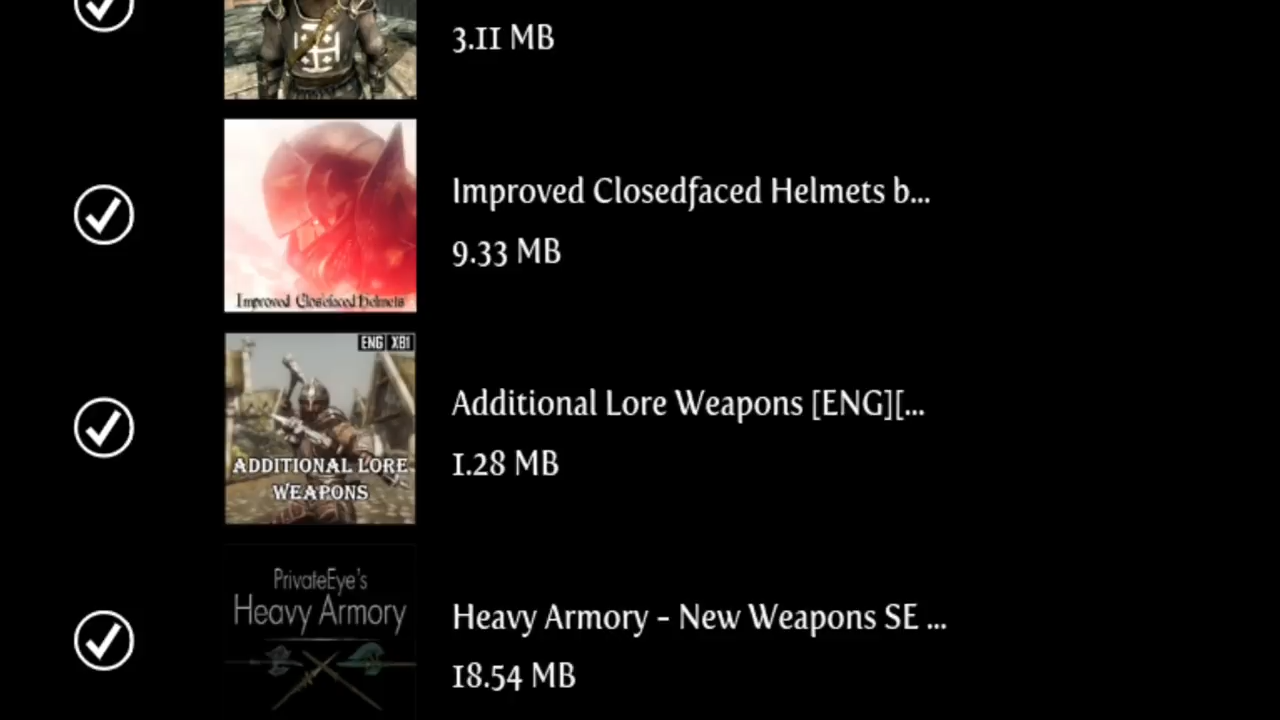 3.11 MB
Improved Closedfaced Helmets b...
9.33 MB
Improved Closefaced Helmets
ENG XB1
Additional Lore Weapons [ENG][...
1.28 MB
ADDITIONAL LORE
WEAPONS
PrivateEye's
Heavy Armory
Heavy Armory - New Weapons SE ...
18.54 MB